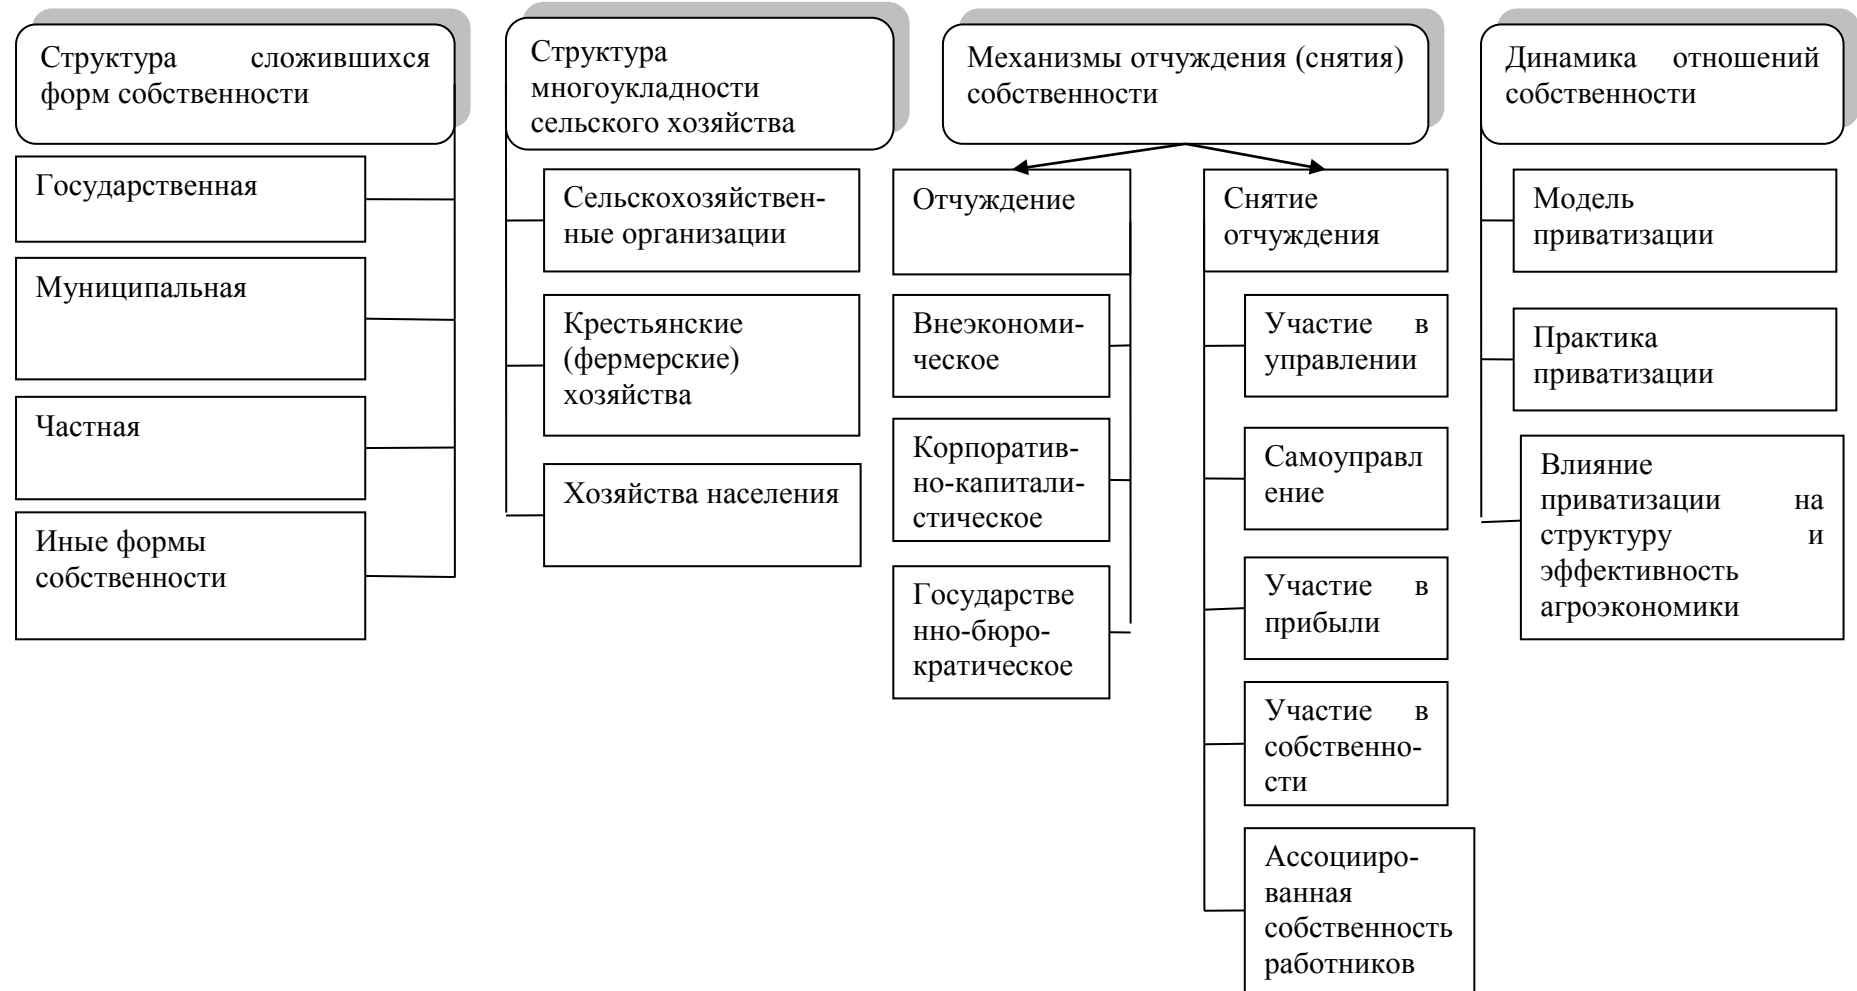 Структура сложившихся
форм собственности
Государственная
Муниципальная
Частная
Иные формы
собственности
Структура
многоукладности
сельского хозяйства
Сельскохозяйствен-
ные организации
Крестьянские
(фермерские)
хозяйства
Хозяйства населения
Механизмы отчуждения (снятия)
собственности
Отчуждение
Внеэкономи-
ческое
Корпоратив-
но-капитали-
стическое
Государстве
нно-бюро-
кратическое
Снятие
отчуждения
Участие в
управлении
Самоуправл
ение
Участие в
прибыли
Участие в
собственно-
сти
Ассоцииро-
ванная
собственность
работников
Динамика отношений
собственности
Модель
приватизации
Практика
приватизации
Влияние
приватизации на
структуру и
эффективность
агроэкономики